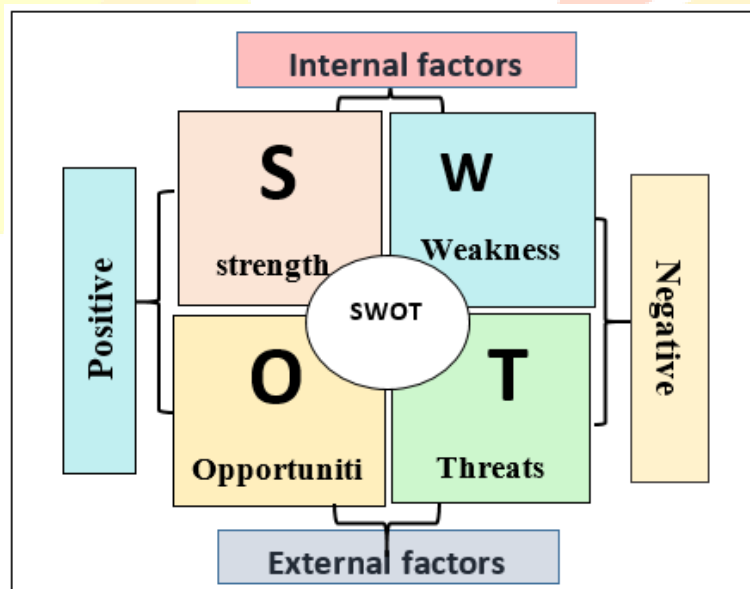 Internal factors
S
W
strength
Weakness
Positive
SWOT
Negative
O
T
Opportuniti
Threats
External factors